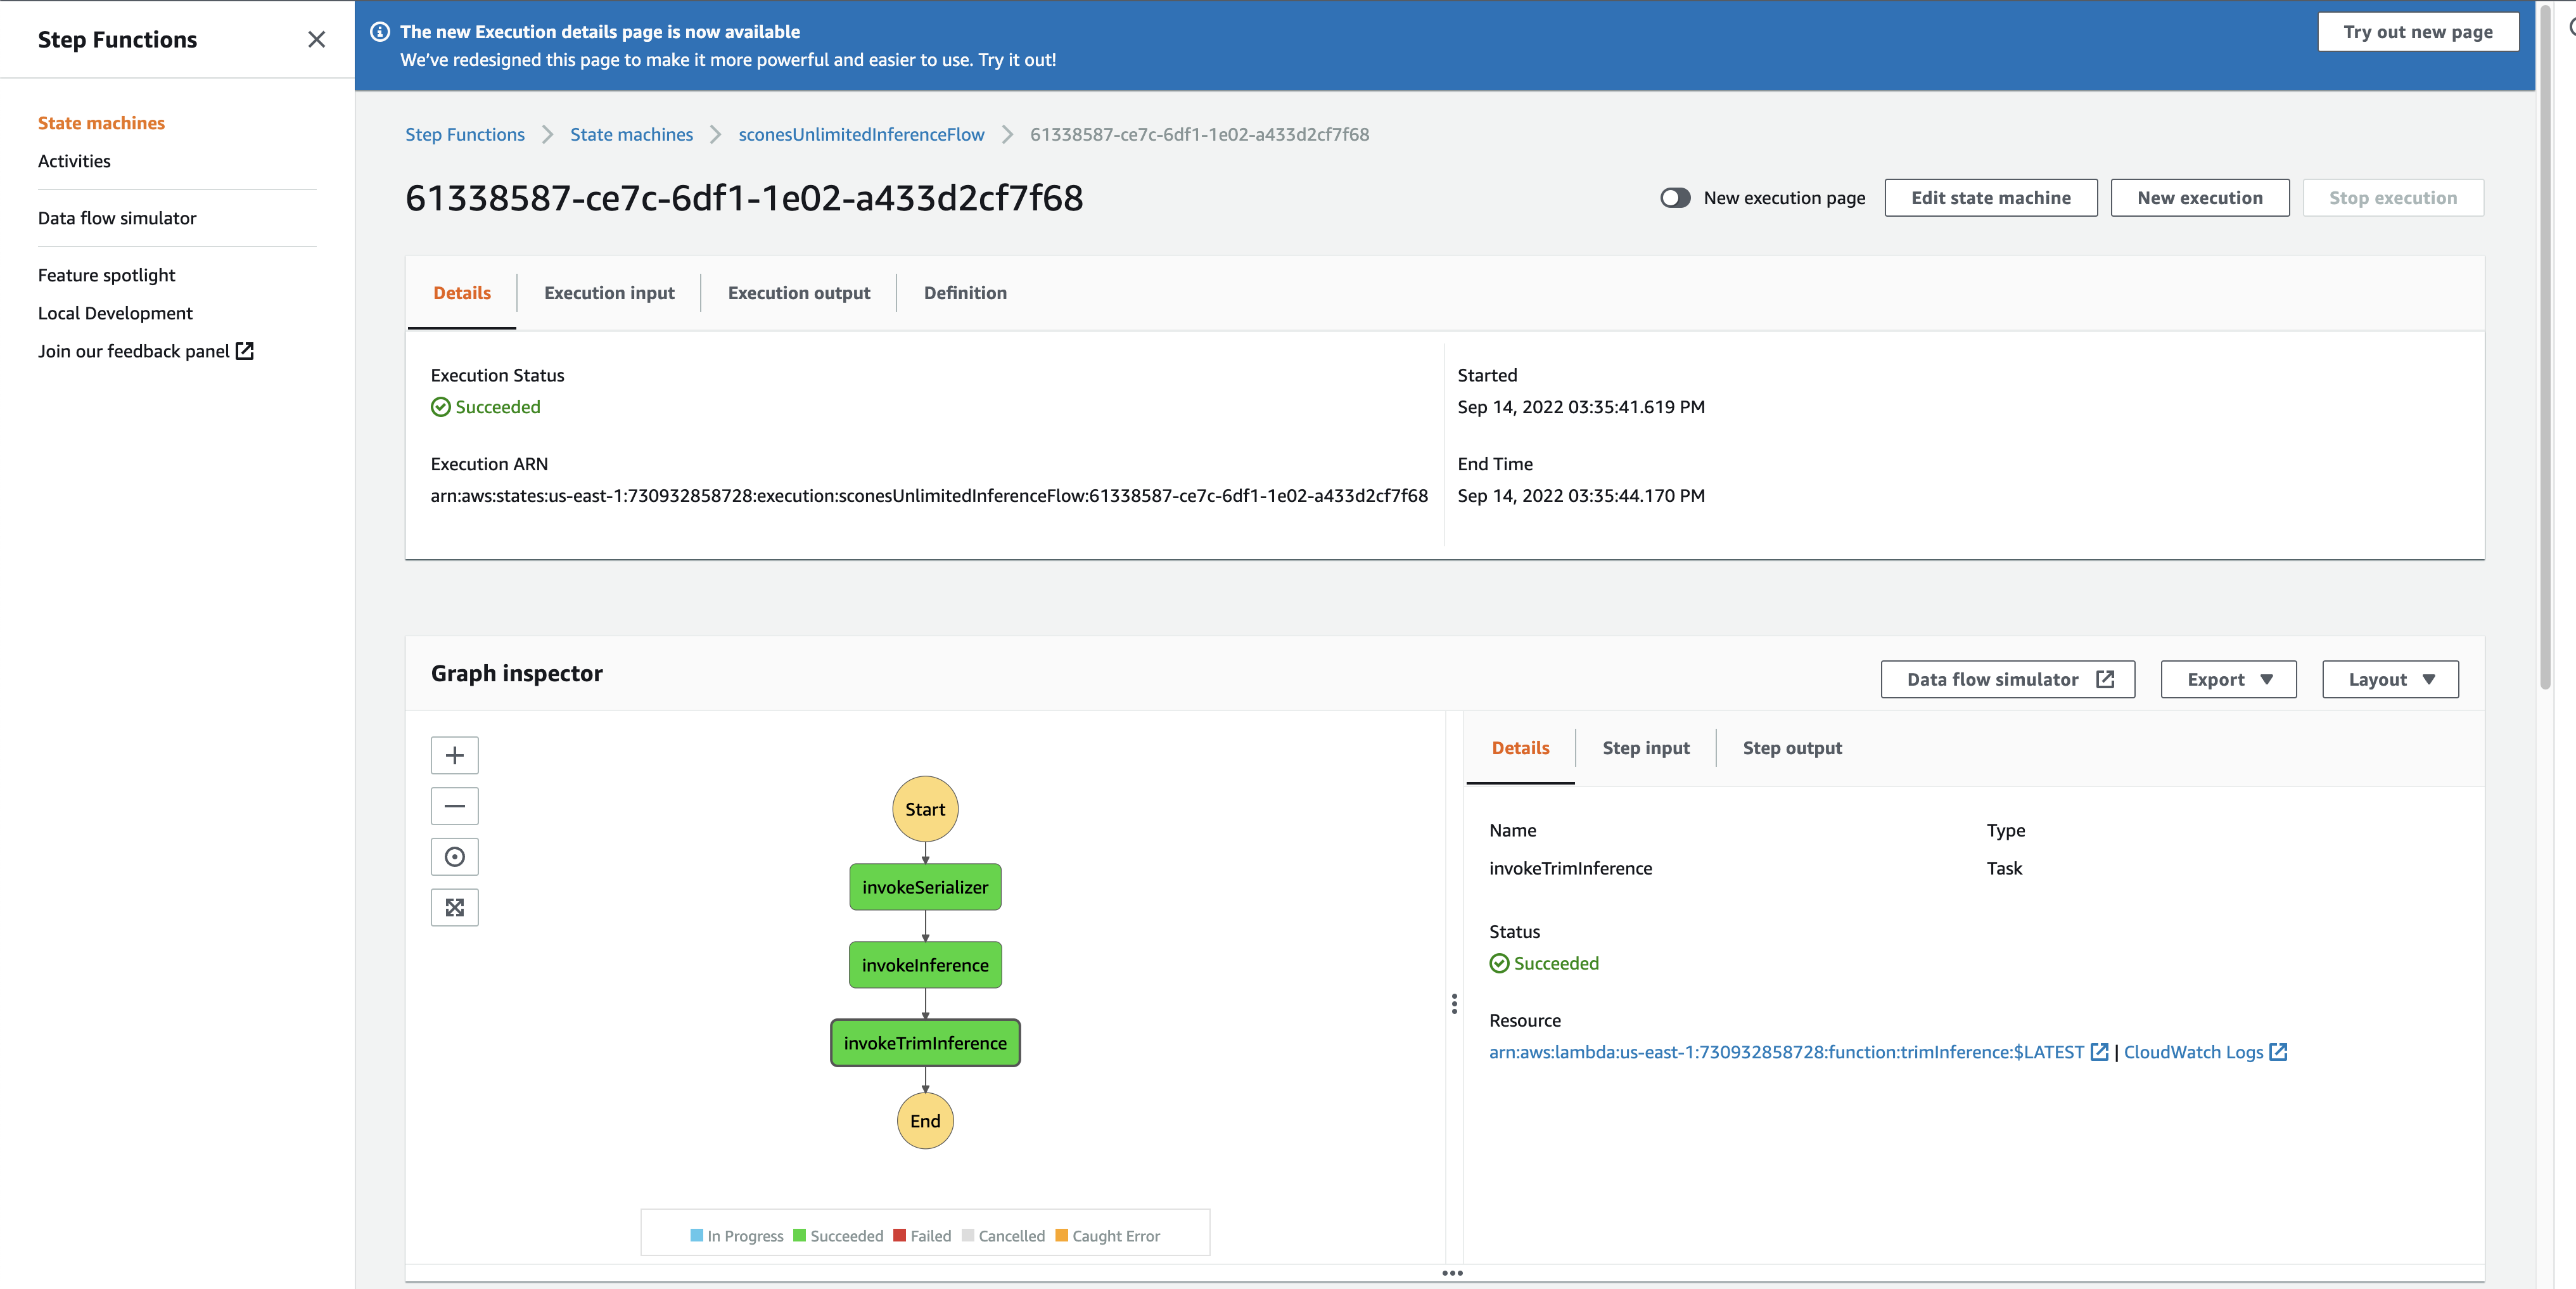 Step Functions
State machines
Activities
Data flow simulator
Feature spotlight
Local Development
Join our feedback panel
The new Execution details page is now available
We've redesigned this page to make it more powerful and easier to use. Try it out!
Try out new page
Step Functions
State machines
sconesUnlimitedInferenceFlow
61338587-ce7c-6df1-1e02-a433d2cf7f68
61338587-ce7c-6df1-1e02-a433d2cf7f68
New execution page
Edit state machine
New execution
Stop execution
Details
Execution input
Execution output
Definition
Execution Status
Succeeded
Execution ARN
arn:aws:states:us-east-1:730932858728:execution:sconesUnlimitedInferenceFlow:61338587-ce7c-6df1-1e02-a433d2cf7f68
Started
Sep 14, 2022 03:35:41.619 PM
End Time
Sep 14, 2022 03:35:44.170 PM
Graph inspector
Data flow simulator
Export
Layout
Start
invokeSerializer
invokeInference
invokeTrimInference
End
In Progress
Succeeded
Failed
Cancelled
Caught Error
Details
Step input
Step output
Name
invokeTrimInference
Type
Task
Status
Succeeded
Resource
arn:aws:lambda:us-east-1:730932858728:function:trimInference:$LATEST | CloudWatch Logs